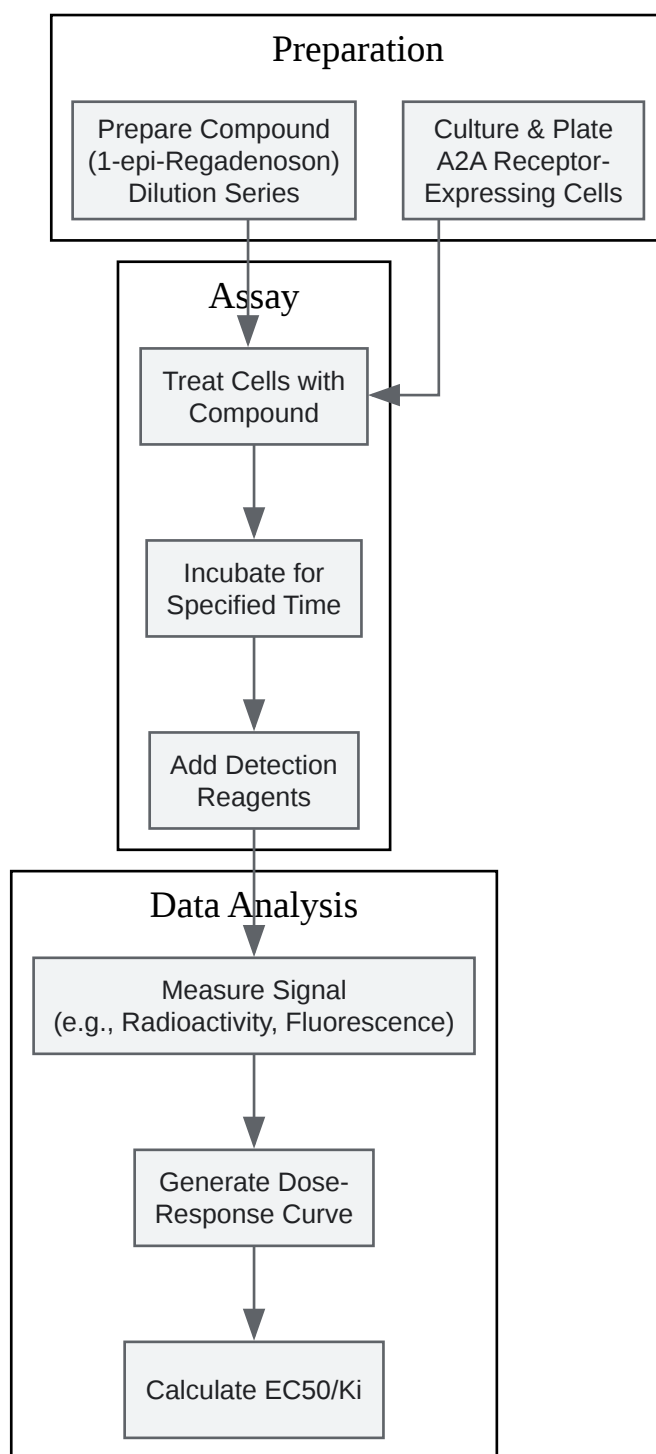 Preparation
Prepare Compound
(1-epi-Regadenoson)
Dilution Series
Culture & Plate
A2A Receptor-
Expressing Cells
Assay
Treat Cells with
Compound
Incubate for
Specified Time
Add Detection
Reagents
Data Analysis
Measure Signal
(e.g., Radioactivity, Fluorescence)
Generate Dose-
Response Curve
Calculate EC50/Ki